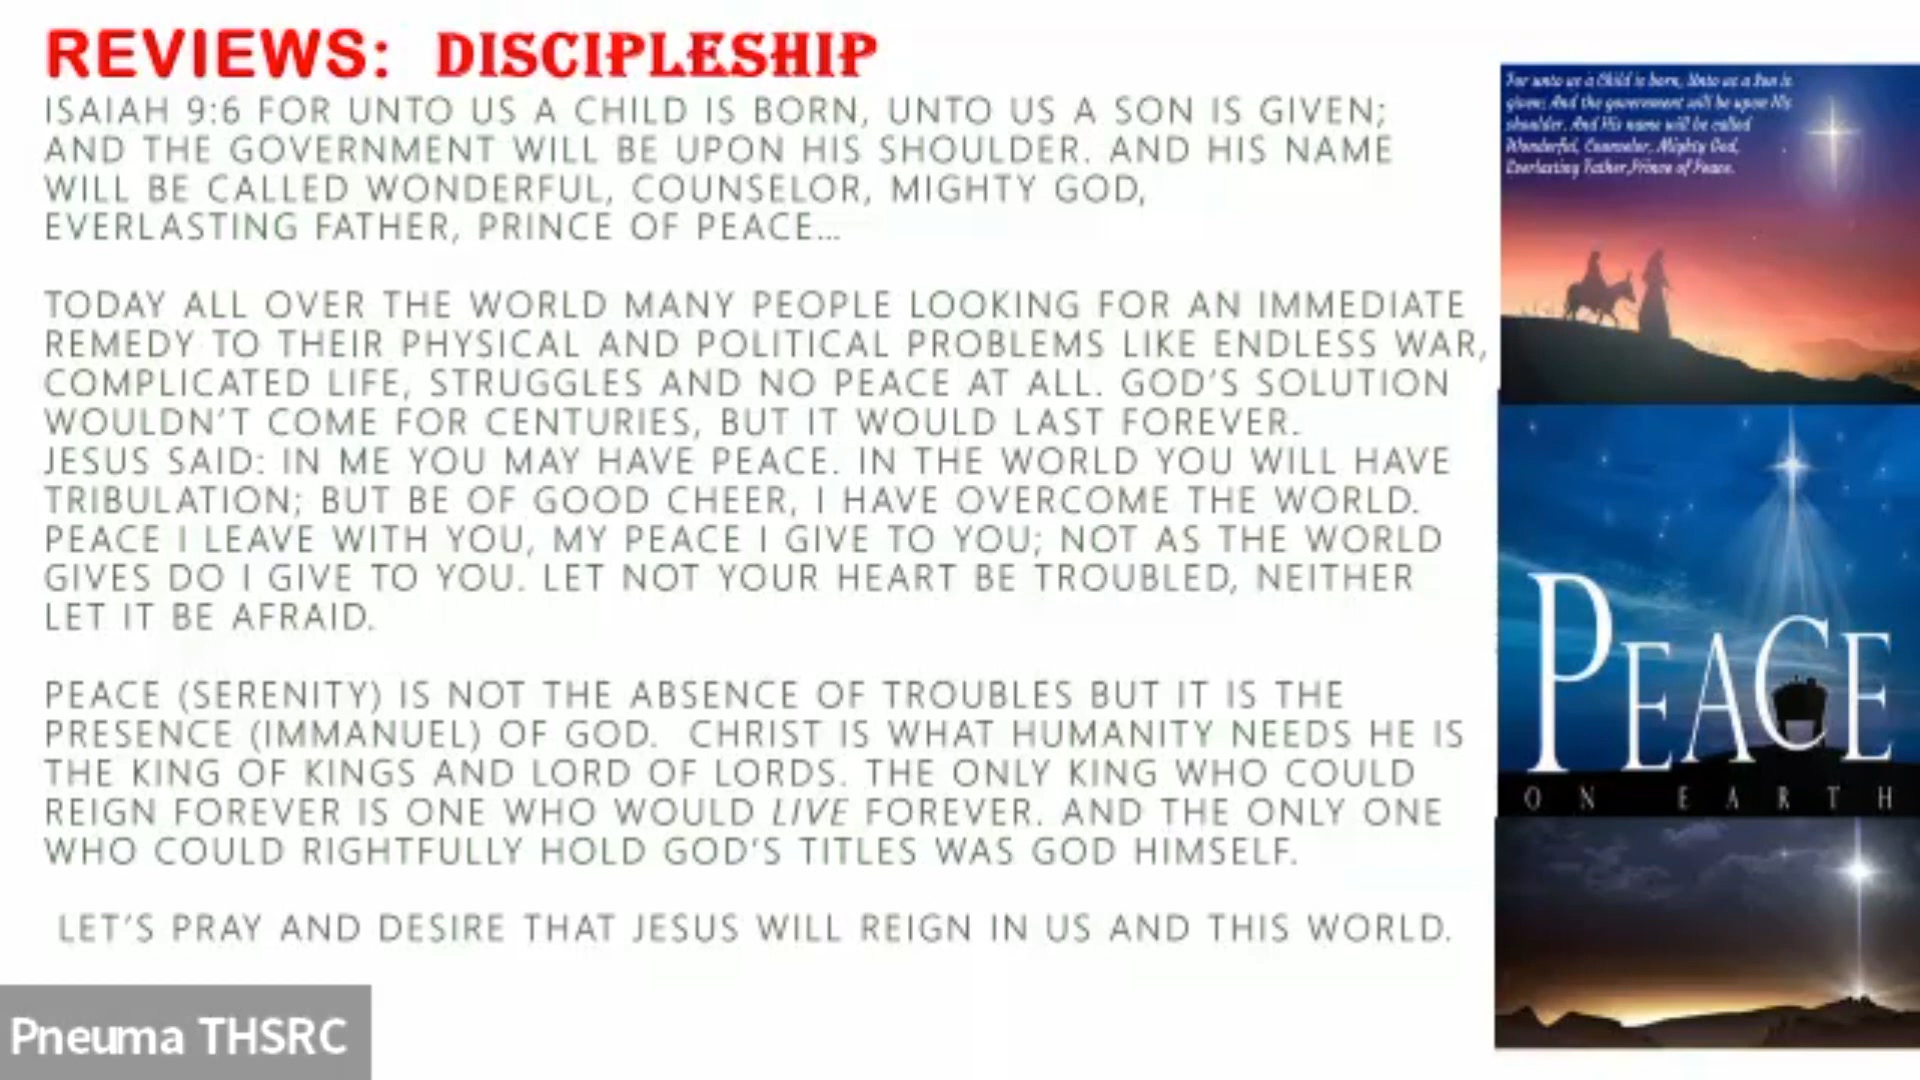 REVIEWS: DISCIPLESHIP
ISAIAH 9:6 FOR UNTO US A CHILD IS BORN, UNTO US A SON IS GIVEN;
AND THE GOVERNMENT WILL BE UPON HIS SHOULDER. AND HIS NAME
WILL BE CALLED WONDERFUL, COUNSELOR, MIGHTY GOD,
EVERLASTING FATHER, PRINCE OF PEACE...
TODAY ALL OVER THE WORLD MANY PEOPLE LOOKING FOR AN IMMEDIATE
REMEDY TO THEIR PHYSICAL AND POLITICAL PROBLEMS LIKE ENDLESS WAR,
COMPLICATED LIFE, STRUGGLES AND NO PEACE AT ALL. GOD'S SOLUTION
WOULDN'T COME FOR CENTURIES, BUT IT WOULD LAST FOREVER.
JESUS SAID: IN ME YOU MAY HAVE PEACE. IN THE WORLD YOU WILL HAVE
TRIBULATION; BUT BE OF GOOD CHEER, I HAVE OVERCOME THE WORLD.
PEACE I LEAVE WITH YOU, MY PEACE I GIVE TO YOU; NOT AS THE WORLD
GIVES DO I GIVE TO YOU. LET NOT YOUR HEART BE TROUBLED, NEITHER
LET IT BE AFRAID.
PEACE (SERENITY) IS NOT THE ABSENCE OF TROUBLES BUT IT IS THE
PRESENCE (IMMANUEL) OF GOD. CHRIST IS WHAT HUMANITY NEEDS HE IS
THE KING OF KINGS AND LORD OF LORDS. THE ONLY KING WHO COULD
REIGN FOREVER IS ONE WHO WOULD LIVE FOREVER. AND THE ONLY ONE
WHO COULD RIGHTFULLY HOLD GOD'S TITLES WAS GOD HIMSELF.
LET'S PRAY AND DESIRE THAT JESUS WILL REIGN IN US AND THIS WORLD.
Pneuma THSRC
For unto us a Child is born, Unto us a Son is
given; And the government will be upon His
shoulder. And His name will be called
Wonderful, Counselor, Mighty God,
Everlasting Father, Prince of Peace.
PEACE
ON EARTH